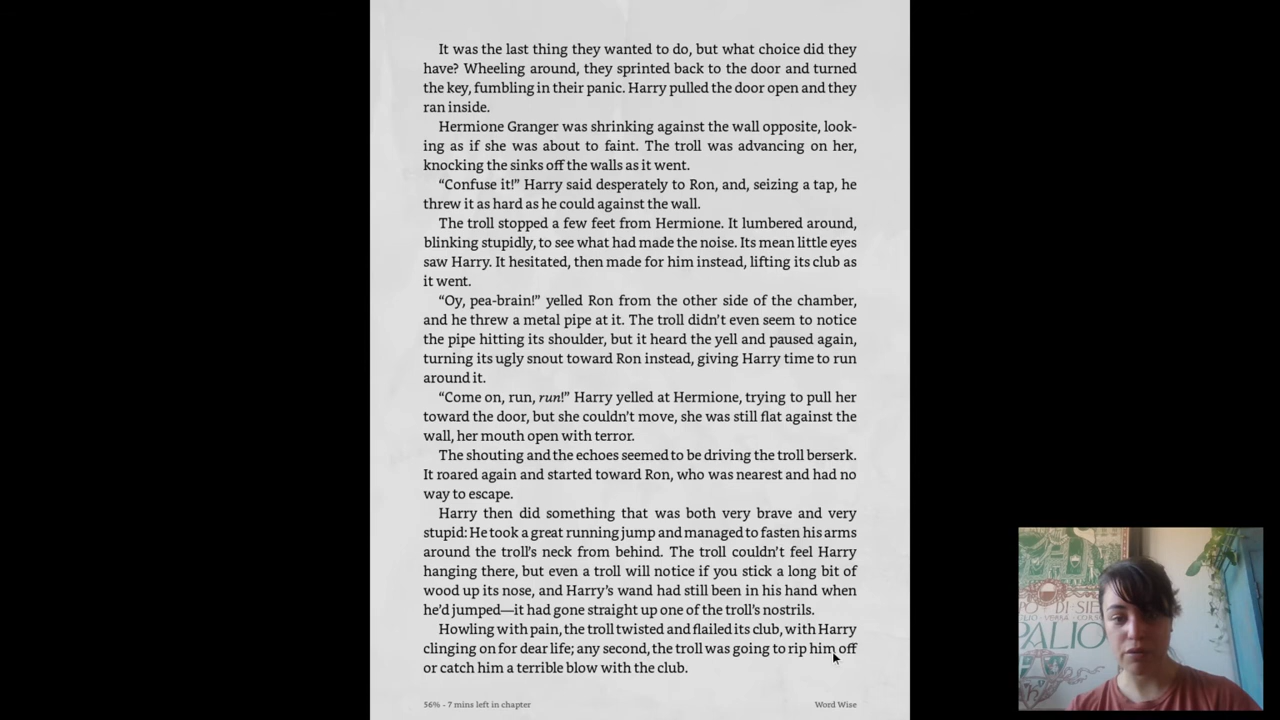 It was the last thing they wanted to do, but what choice did they
have? Wheeling around, they sprinted back to the door and turned
the key, fumbling in their panic. Harry pulled the door open and they
ran inside.
Hermione Granger was shrinking against the wall opposite, look-
ing as if she was about to faint. The troll was advancing on her,
knocking the sinks off the walls as it went.
“Confuse it!” Harry said desperately to Ron, and, seizing a tap, he
threw it as hard as he could against the wall.
The troll stopped a few feet from Hermione. It lumbered around,
blinking stupidly, to see what had made the noise. Its mean little eyes
saw Harry. It hesitated, then made for him instead, lifting its club as
it went.
“Oy, pea-brain!” yelled Ron from the other side of the chamber,
and he threw a metal pipe at it. The troll didn’t even seem to notice
the pipe hitting its shoulder, but it heard the yell and paused again,
turning its ugly snout toward Ron instead, giving Harry time to run
around it.
“Come on, run, run!” Harry yelled at Hermione, trying to pull her
toward the door, but she couldn’t move, she was still flat against the
wall, her mouth open with terror.
The shouting and the echoes seemed to be driving the troll berserk.
It roared again and started toward Ron, who was nearest and had no
way to escape.
Harry then did something that was both very brave and very
stupid: He took a great running jump and managed to fasten his arms
around the troll’s neck from behind. The troll couldn’t feel Harry
hanging there, but even a troll will notice if you stick a long bit of
wood up its nose, and Harry’s wand had still been in his hand when
he’d jumped—it had gone straight up one of the troll’s nostrils.
Howling with pain, the troll twisted and flailed its club, with Harry
clinging on for dear life; any second, the troll was going to rip him off
or catch him a terrible blow with the club.
56% - 7 mins left in chapter
Word Wise
DI SIE
PALIO